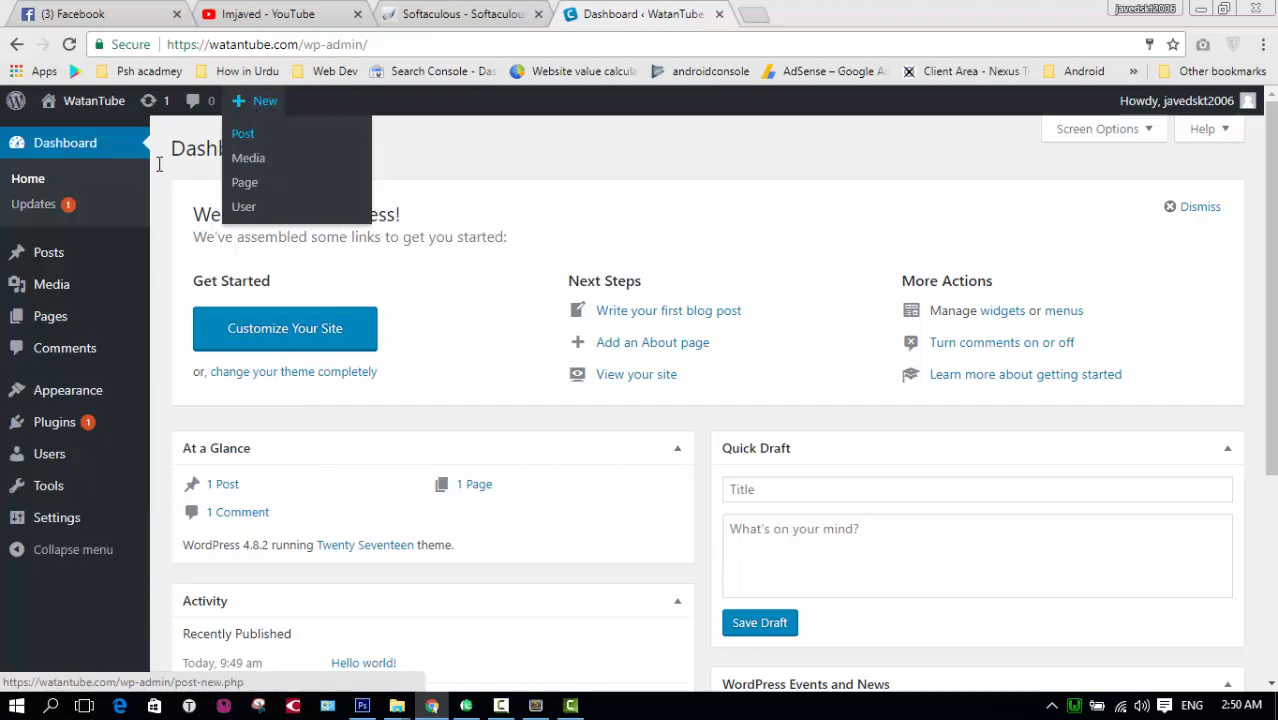 (3) Facebook
Imjaved - YouTube
Softaculous - Softaculou
Dashboard ‹ WatanTube
javedskt2006
Secure
https://watantube.com/wp-admin/
Apps
Psh acadmey
How in Urdu
Web Dev
Search Console - Das
Website value calcula
androidconsole
AdSense – Google A
Client Area - Nexus T
Android
»
Other bookmarks
WatanTube
1
0
New
Howdy, javedskt2006
Post
Media
Page
User
Dashboard
Home
Updates 1
Posts
Media
Pages
Comments
Appearance
Plugins 1
Users
Tools
Settings
Collapse menu
Dashb
Screen Options
Help
We
ess!
We've assembled some links to get you started:
Dismiss
Get Started
Customize Your Site
or, change your theme completely
Next Steps
Write your first blog post
Add an About page
View your site
More Actions
Manage widgets or menus
Turn comments on or off
Learn more about getting started
At a Glance
1 Post
1 Page
1 Comment
WordPress 4.8.2 running Twenty Seventeen theme.
Activity
Recently Published
Today, 9:49 am
Hello world!
Quick Draft
Title
What's on your mind?
Save Draft
WordPress Events and News
https://watantube.com/wp-admin/post-new.php
ENG
2:50 AM